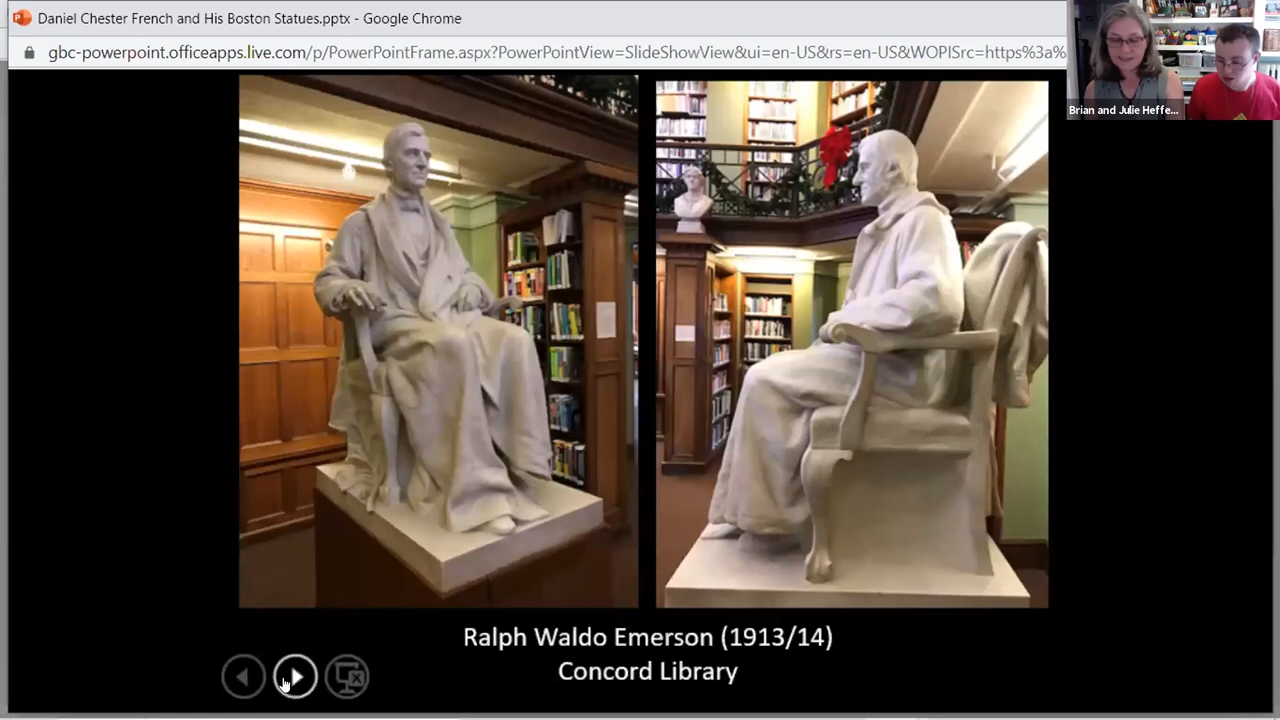 Daniel Chester French and His Boston Statues.pptx - Google Chrome
gbc-powerpoint.officeapps.live.com/p/PowerPointFrame.aspx?PowerPointView=SlideShowView&ui=en-US&rs=en-US&WOPISrc=https%3a%
Brian and Julie Heffe...
Ralph Waldo Emerson (1913/14)
Concord Library